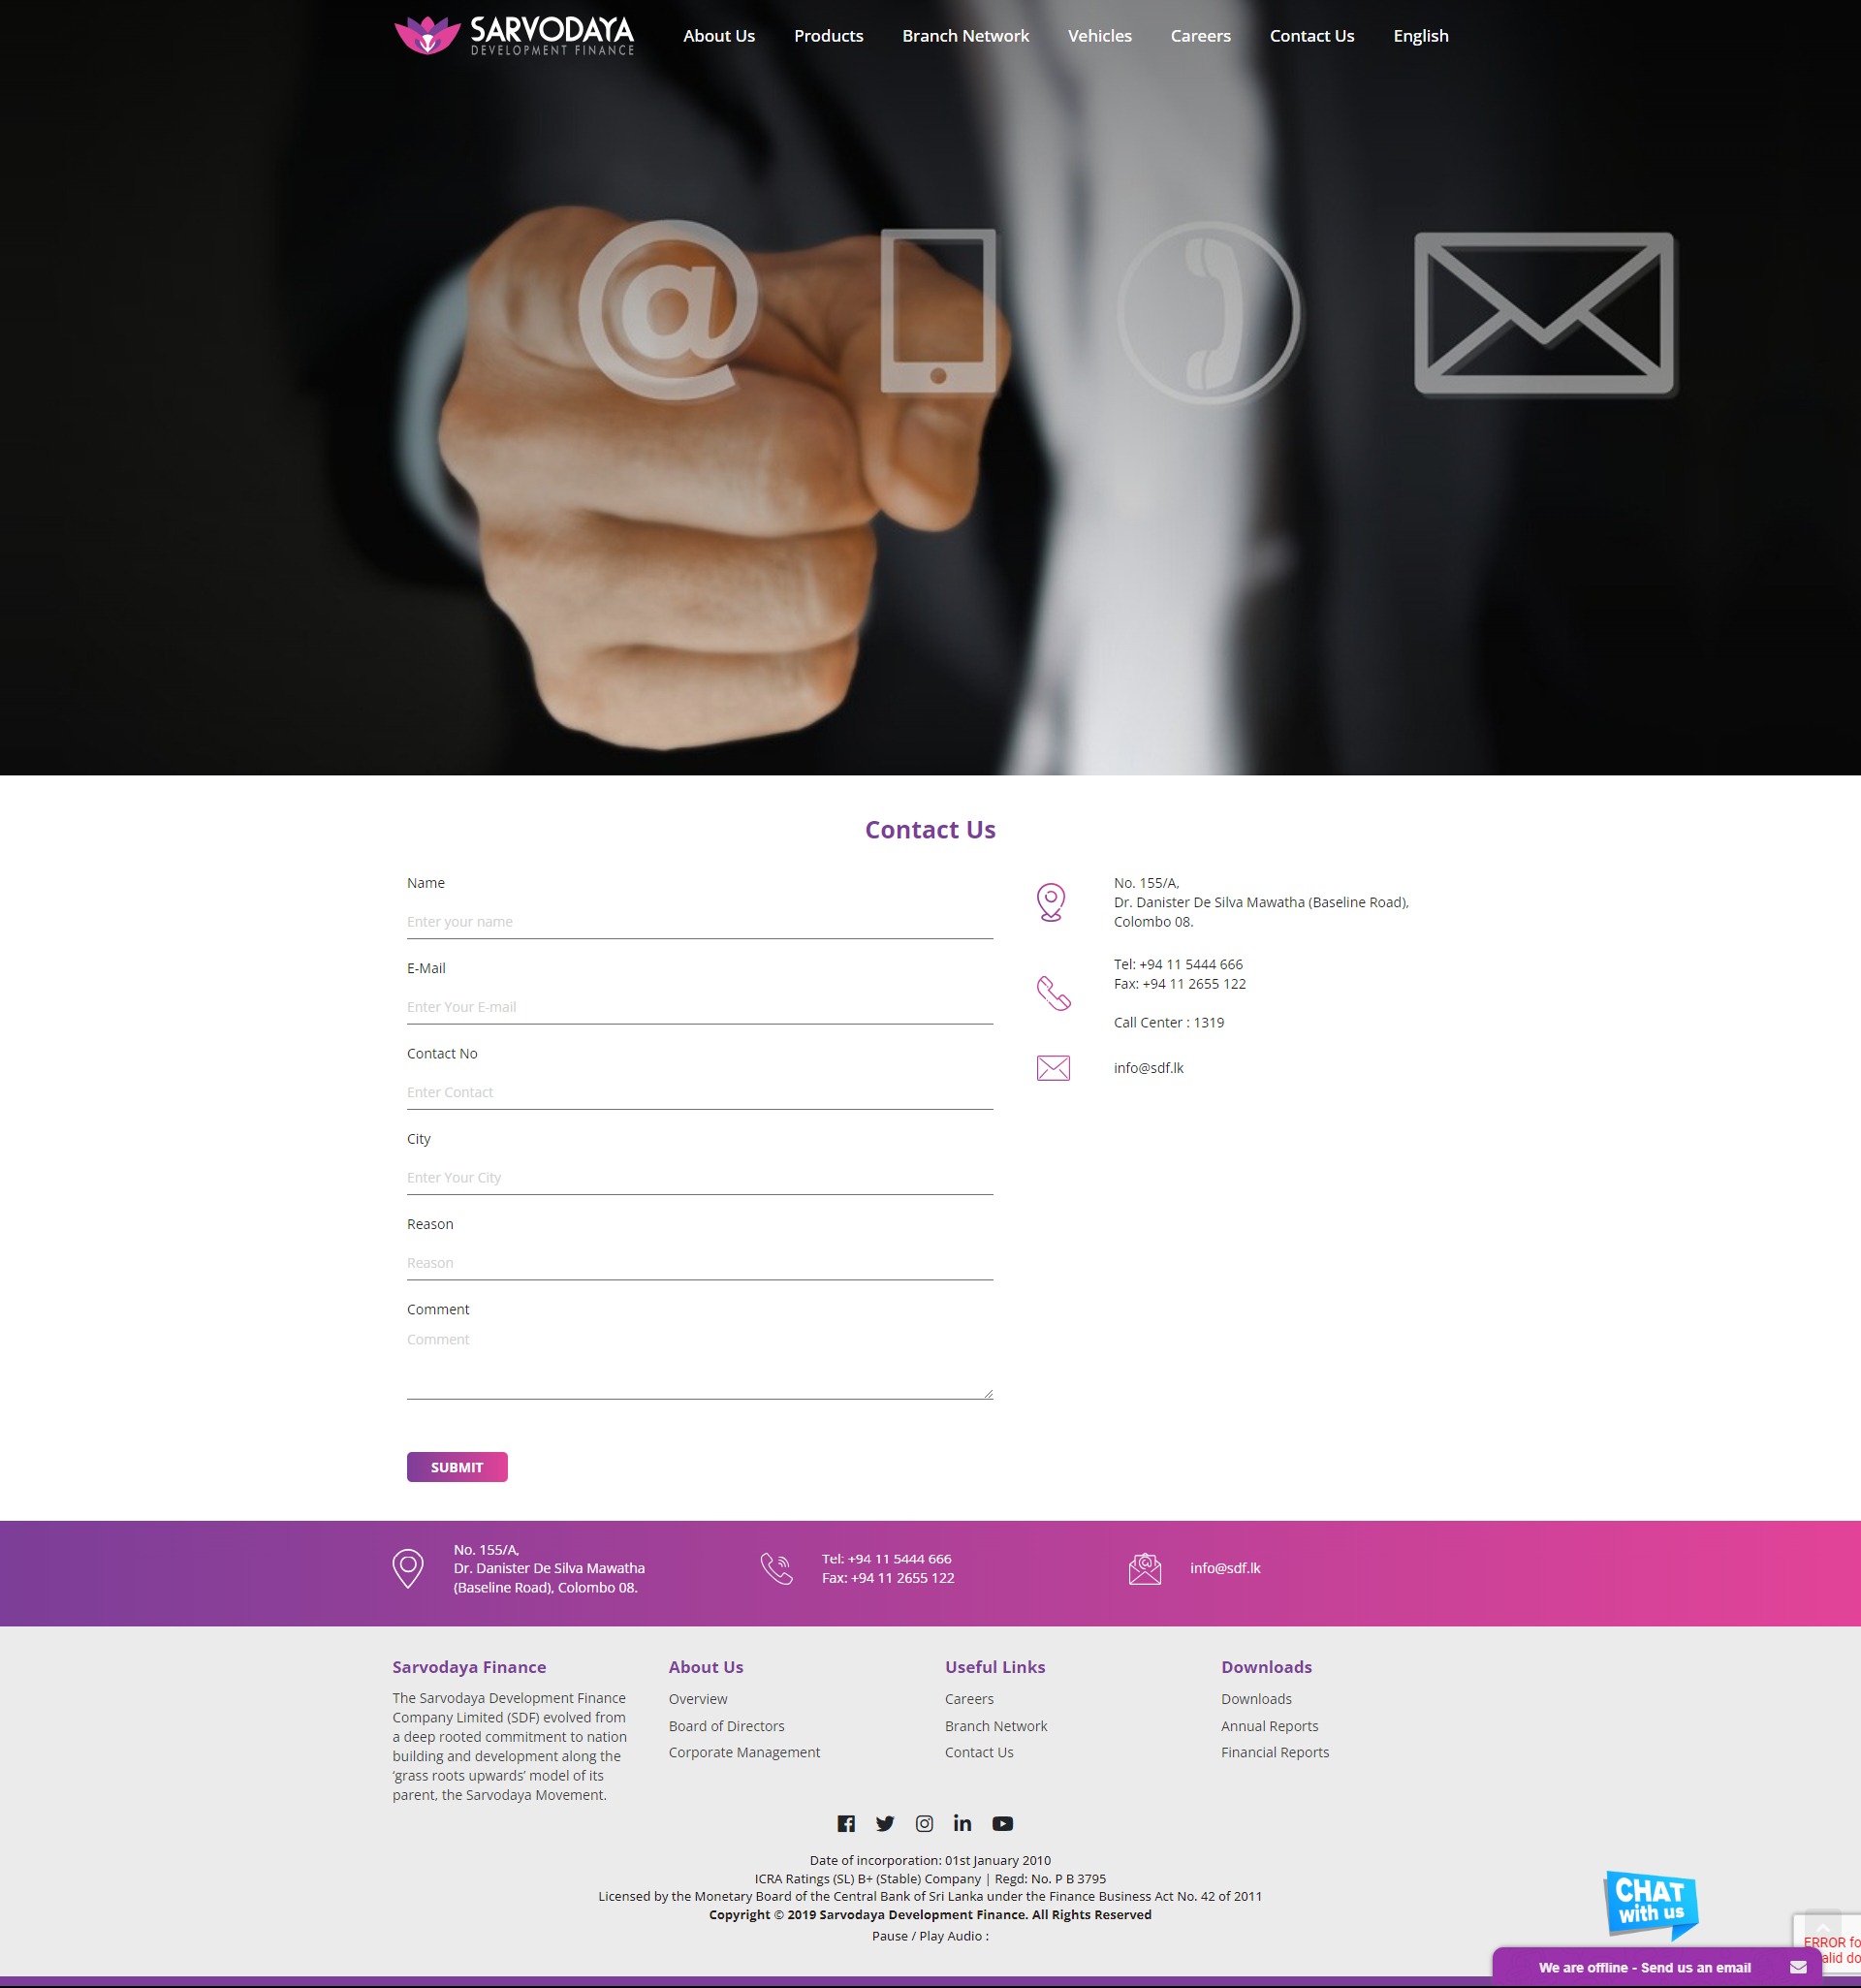 SARVODAYA
DEVELOPMENT FINANCE
About Us
Products
Branch Network
Vehicles
Careers
Contact Us
English
@
Contact Us
Name
Enter your name
E-Mail
Enter Your E-mail
Contact No
Enter Contact
City
Enter Your City
Reason
Reason
Comment
Comment
SUBMIT
No. 155/A,
Dr. Danister De Silva Mawatha (Baseline Road),
Colombo 08.
Tel: +94 11 5444 666
Fax: +94 11 2655 122
Call Center : 1319
info@sdf.lk
No. 155/A,
Dr. Danister De Silva Mawatha
(Baseline Road), Colombo 08.
Tel: +94 11 5444 666
Fax: +94 11 2655 122
info@sdf.lk
Sarvodaya Finance
The Sarvodaya Development Finance
Company Limited (SDF) evolved from
a deep rooted commitment to nation
building and development along the
‘grass roots upwards’ model of its
parent, the Sarvodaya Movement.
About Us
Overview
Board of Directors
Corporate Management
Useful Links
Careers
Branch Network
Contact Us
Downloads
Downloads
Annual Reports
Financial Reports
Date of incorporation: 01st January 2010
ICRA Ratings (SL) B+ (Stable) Company | Regd: No. P B 3795
Licensed by the Monetary Board of the Central Bank of Sri Lanka under the Finance Business Act No. 42 of 2011
Copyright © 2019 Sarvodaya Development Finance. All Rights Reserved
Pause / Play Audio :
CHAT
with us
ERROR fo
alid do
We are offline - Send us an email